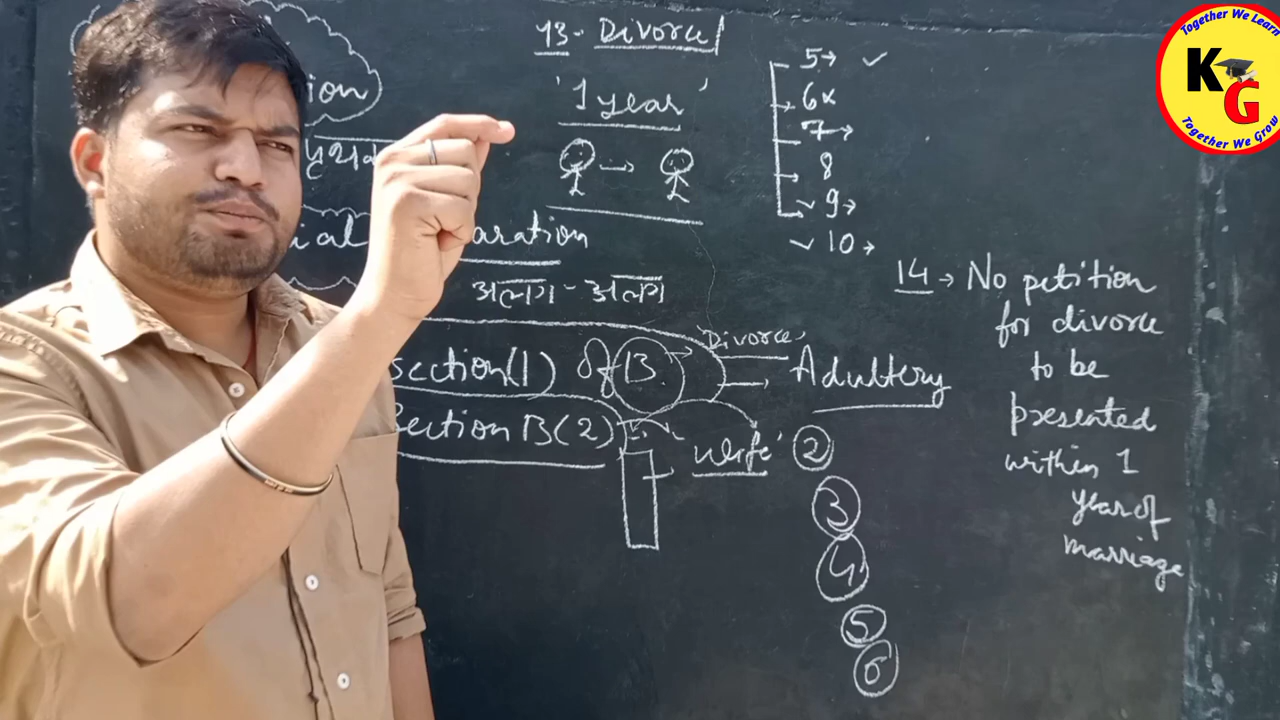 13 - Divorce
'1 year'
5→ ✓
6×
7→
8
✓ 9→
✓ 10→
ion
पृथक
ial aration
अलग-अलग
section(1) Of 13. → 'Divorce'
→ Adultery
Section 13(2)
wife' ②
③
④
⑤
⑥
14 → No petition
for divorce
to be
presented
within 1
year of
marriage
Together We Learn
KG
Together We Grow